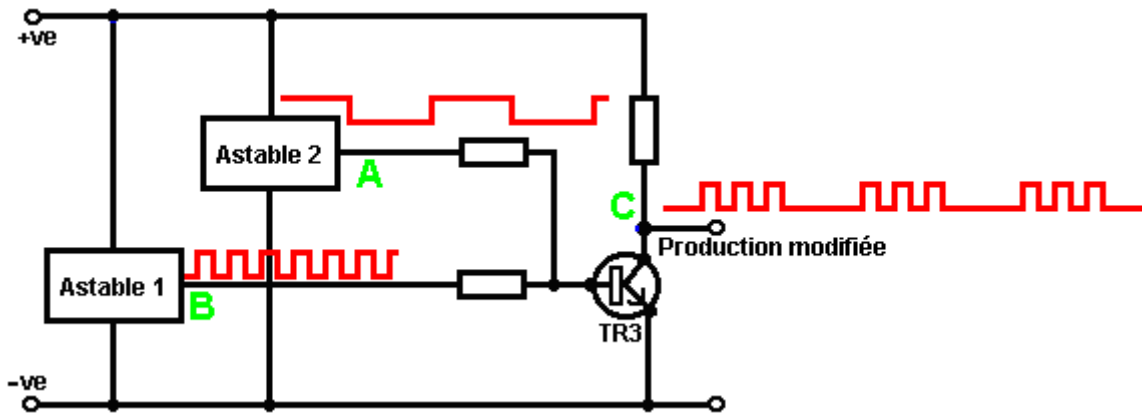 +ve
Astable 2
A
C
Production modifiée
Astable 1
B
TR3
-ve